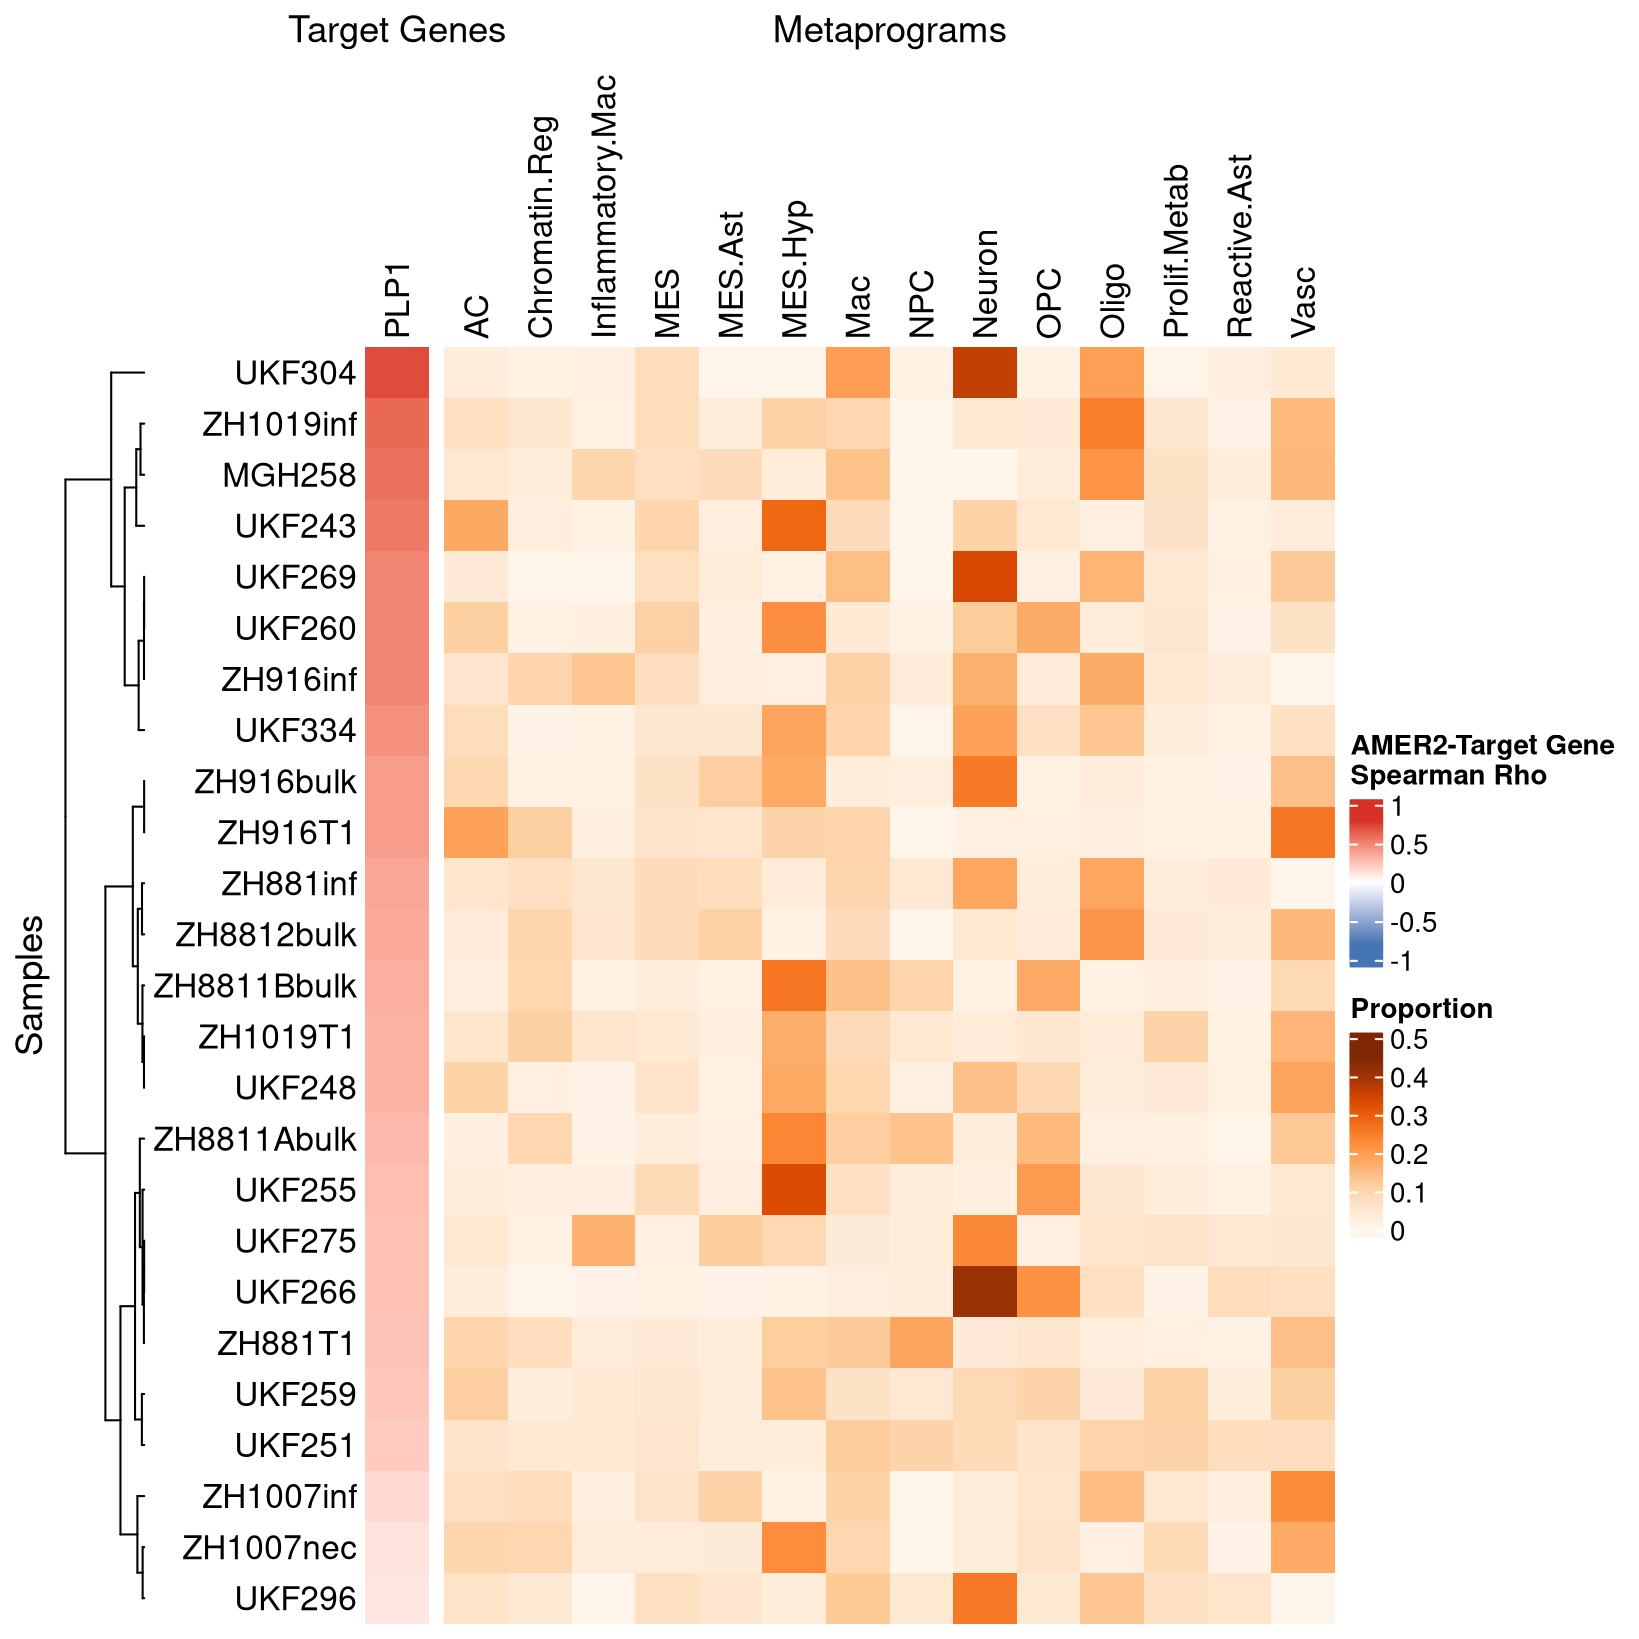 Target Genes
Metaprograms
PLP1
AC
Chromatin.Reg
Inflammatory.Mac
MES
MES.Ast
MES.Hyp
Mac
NPC
Neuron
OPC
Oligo
Prolif.Metab
Reactive.Ast
Vasc
Samples
UKF304
ZH1019inf
MGH258
UKF243
UKF269
UKF260
ZH916inf
UKF334
ZH916bulk
ZH916T1
ZH881inf
ZH8812bulk
ZH8811Bbulk
ZH1019T1
UKF248
ZH8811Abulk
UKF255
UKF275
UKF266
ZH881T1
UKF259
UKF251
ZH1007inf
ZH1007nec
UKF296
AMER2-Target Gene
Spearman Rho
1
0.5
0
-0.5
-1
Proportion
0.5
0.4
0.3
0.2
0.1
0